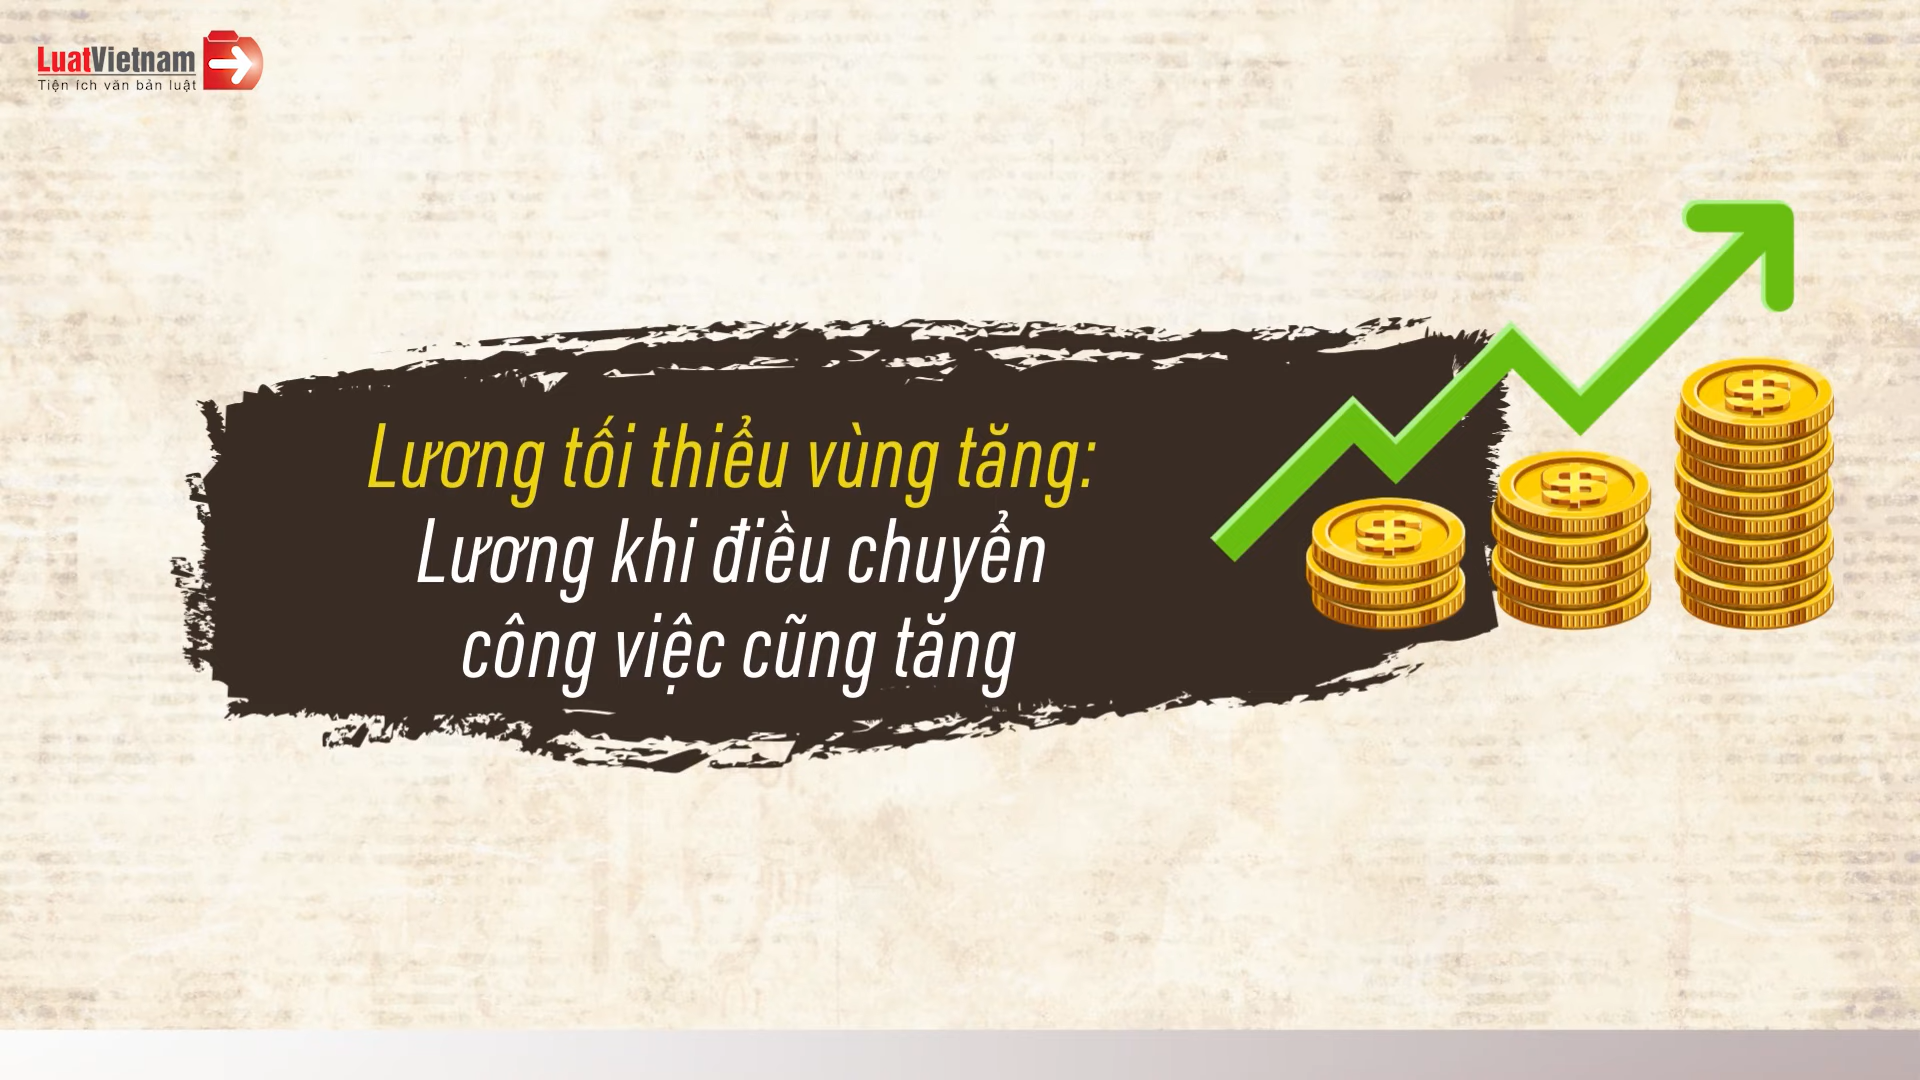 LuatVietnam
Tiện ích văn bản luật
Lương tối thiểu vùng tăng:
Lương khi điều chuyển
công việc cũng tăng